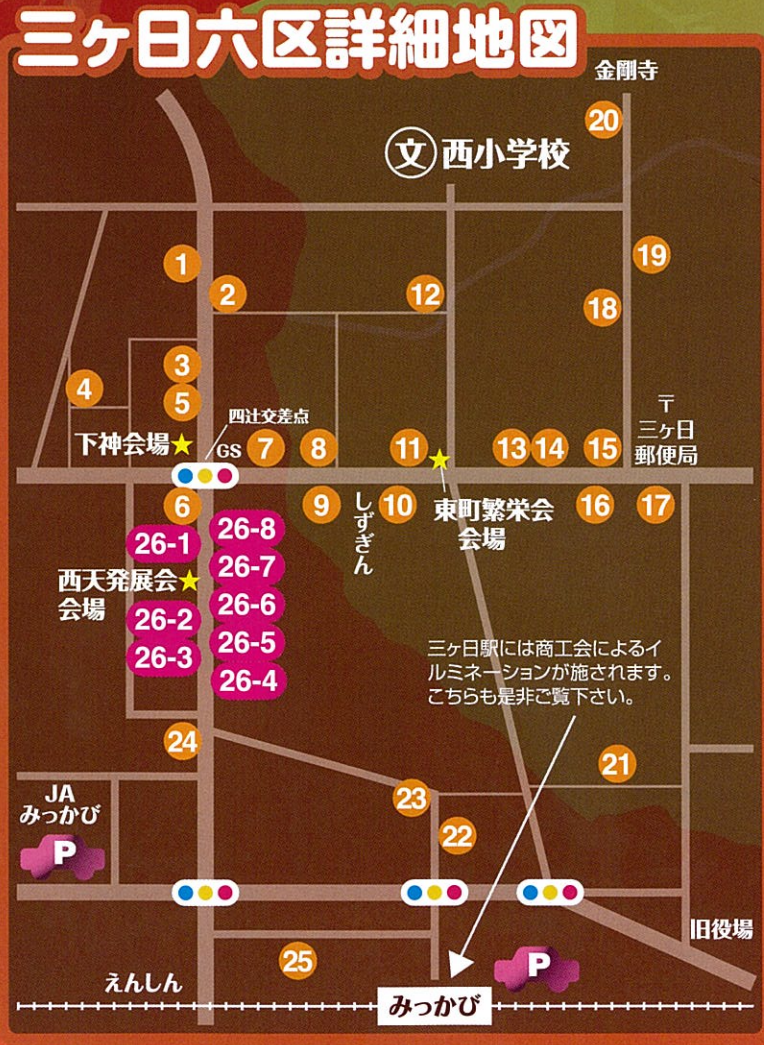 三ヶ日六区詳細地図
金剛寺
20
文 西小学校
1
19
2
12
18
3
4
5
四辻交差点
〒
三ヶ日
郵便局
下神会場
GS
7
8
11
13
14
15
6
9
しずぎん
10
東町繁栄会
会場
16
17
26-1
26-8
西天発展会
会場
26-7
26-2
26-6
26-3
26-5
26-4
三ヶ日駅には商工会によるイ
ルミネーションが施されます。
こちらも是非ご覧下さい。
24
21
JA
みっかび
P
23
22
旧役場
25
P
えんしん
みっかび